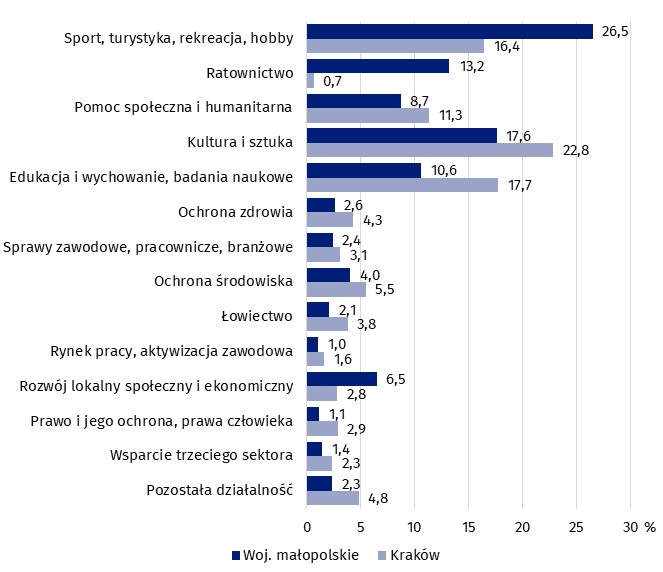 Sport, turystyka, rekreacja, hobby 26,5
16,4
Ratownictwo 13,2
0,7
Pomoc społeczna i humanitarna 8,7
11,3
Kultura i sztuka 17,6
22,8
Edukacja i wychowanie, badania naukowe 10,6
17,7
Ochrona zdrowia 2,6
4,3
Sprawy zawodowe, pracownicze, branżowe 2,4
3,1
Ochrona środowiska 4,0
5,5
Łowiectwo 2,1
3,8
Rynek pracy, aktywizacja zawodowa 1,0
1,6
Rozwój lokalny społeczny i ekonomiczny 6,5
2,8
Prawo i jego ochrona, prawa człowieka 1,1
2,9
Wsparcie trzeciego sektora 1,4
2,3
Pozostała działalność 2,3
4,8
0 5 10 15 20 25 30 %
Woj. małopolskie Kraków